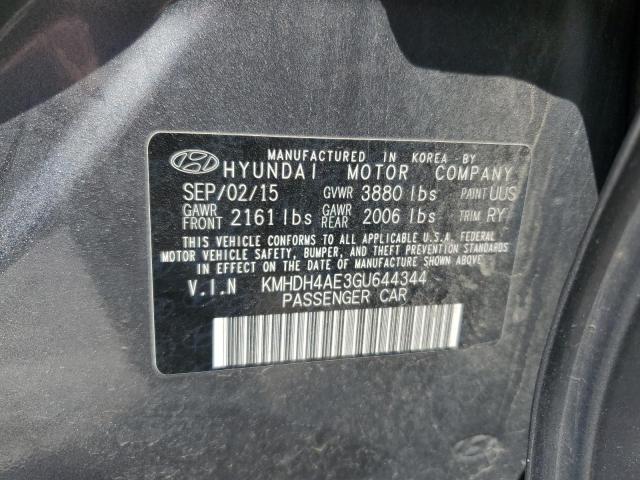 MANUFACTURED IN KOREA BY
HYUNDAI MOTOR COMPANY
SEP/02/15 GVWR 3880 lbs PAINT UUS
GAWR FRONT 2161 lbs GAWR REAR 2006 lbs TRIM RY
THIS VEHICLE CONFORMS TO ALL APPLICABLE U.S.A. FEDERAL
MOTOR VEHICLE SAFETY, BUMPER, AND THEFT PREVENTION STANDARDS
IN EFFECT ON THE DATE OF MANUFACTURE SHOWN ABOVE.
V.I.N KMHDH4AE3GU644344
PASSENGER CAR